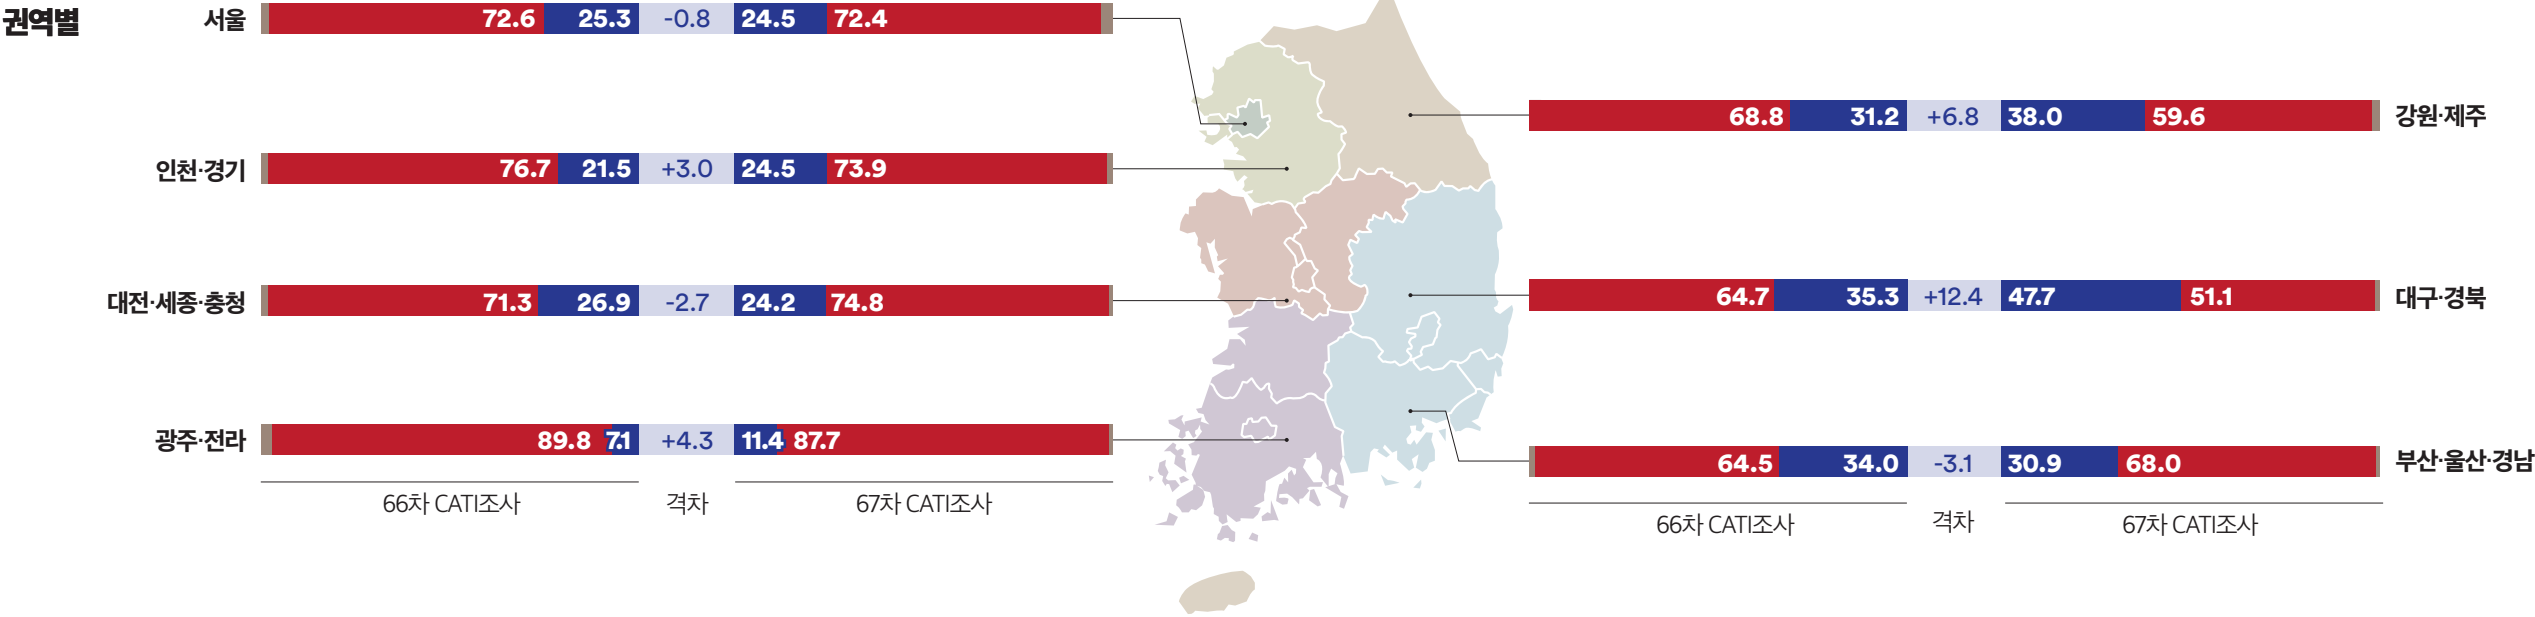 권역별
서울 72.6 25.3 -0.8 24.5 72.4
인천·경기 76.7 21.5 +3.0 24.5 73.9
대전·세종·충청 71.3 26.9 -2.7 24.2 74.8
광주·전라 89.8 7.1 +4.3 11.4 87.7
66차 CATI조사 격차 67차 CATI조사
68.8 31.2 +6.8 38.0 59.6 강원·제주
64.7 35.3 +12.4 47.7 51.1 대구·경북
64.5 34.0 -3.1 30.9 68.0 부산·울산·경남
66차 CATI조사 격차 67차 CATI조사